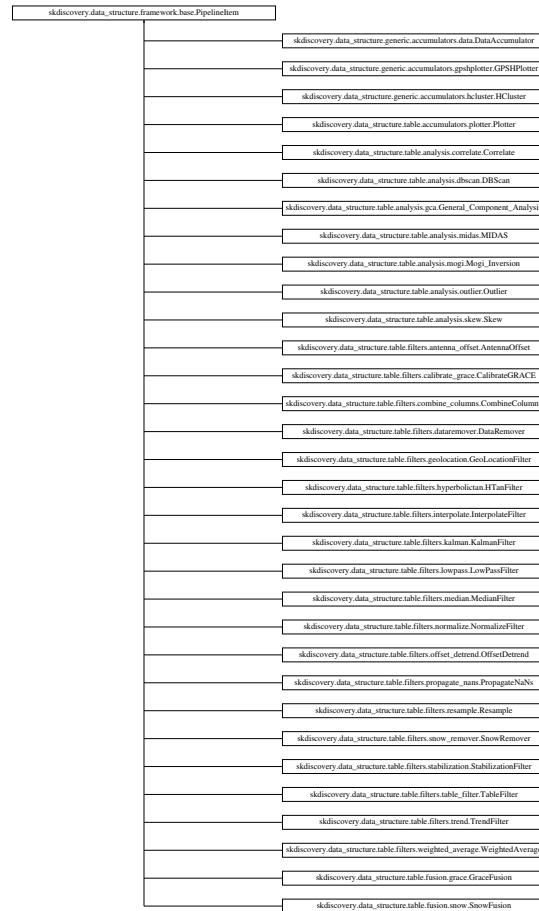 skdiscovery.data_structure.framework.base.PipelineItem
skdiscovery.data_structure.generic.accumulators.data.DataAccumulator
skdiscovery.data_structure.generic.accumulators.gpshplotter.GPSHPlotter
skdiscovery.data_structure.generic.accumulators.hcluster.HCluster
skdiscovery.data_structure.table.accumulators.plotter.Plotter
skdiscovery.data_structure.table.analysis.correlate.Correlate
skdiscovery.data_structure.table.analysis.dbscan.DBScan
skdiscovery.data_structure.table.analysis.gca.General_Component_Analysis
skdiscovery.data_structure.table.analysis.midas.MIDAS
skdiscovery.data_structure.table.analysis.mogi.Mogi_Inversion
skdiscovery.data_structure.table.analysis.outlier.Outlier
skdiscovery.data_structure.table.analysis.skew.Skew
skdiscovery.data_structure.table.filters.antenna_offset.AntennaOffset
skdiscovery.data_structure.table.filters.calibrate_grace.CalibrateGRACE
skdiscovery.data_structure.table.filters.combine_columns.CombineColumn
skdiscovery.data_structure.table.filters.dataremover.DataRemover
skdiscovery.data_structure.table.filters.geolocation.GeoLocationFilter
skdiscovery.data_structure.table.filters.hyperbolictan.HTanFilter
skdiscovery.data_structure.table.filters.interpolate.InterpolateFilter
skdiscovery.data_structure.table.filters.kalman.KalmanFilter
skdiscovery.data_structure.table.filters.lowpass.LowPassFilter
skdiscovery.data_structure.table.filters.median.MedianFilter
skdiscovery.data_structure.table.filters.normalize.NormalizeFilter
skdiscovery.data_structure.table.filters.offset_detrend.OffsetDetrend
skdiscovery.data_structure.table.filters.propagate_nans.PropagateNaNs
skdiscovery.data_structure.table.filters.resample.Resample
skdiscovery.data_structure.table.filters.snow_remover.SnowRemover
skdiscovery.data_structure.table.filters.stabilization.StabilizationFilter
skdiscovery.data_structure.table.filters.table_filter.TableFilter
skdiscovery.data_structure.table.filters.trend.TrendFilter
skdiscovery.data_structure.table.filters.weighted_average.WeightedAverage
skdiscovery.data_structure.table.fusion.grace.GraceFusion
skdiscovery.data_structure.table.fusion.snow.SnowFusion